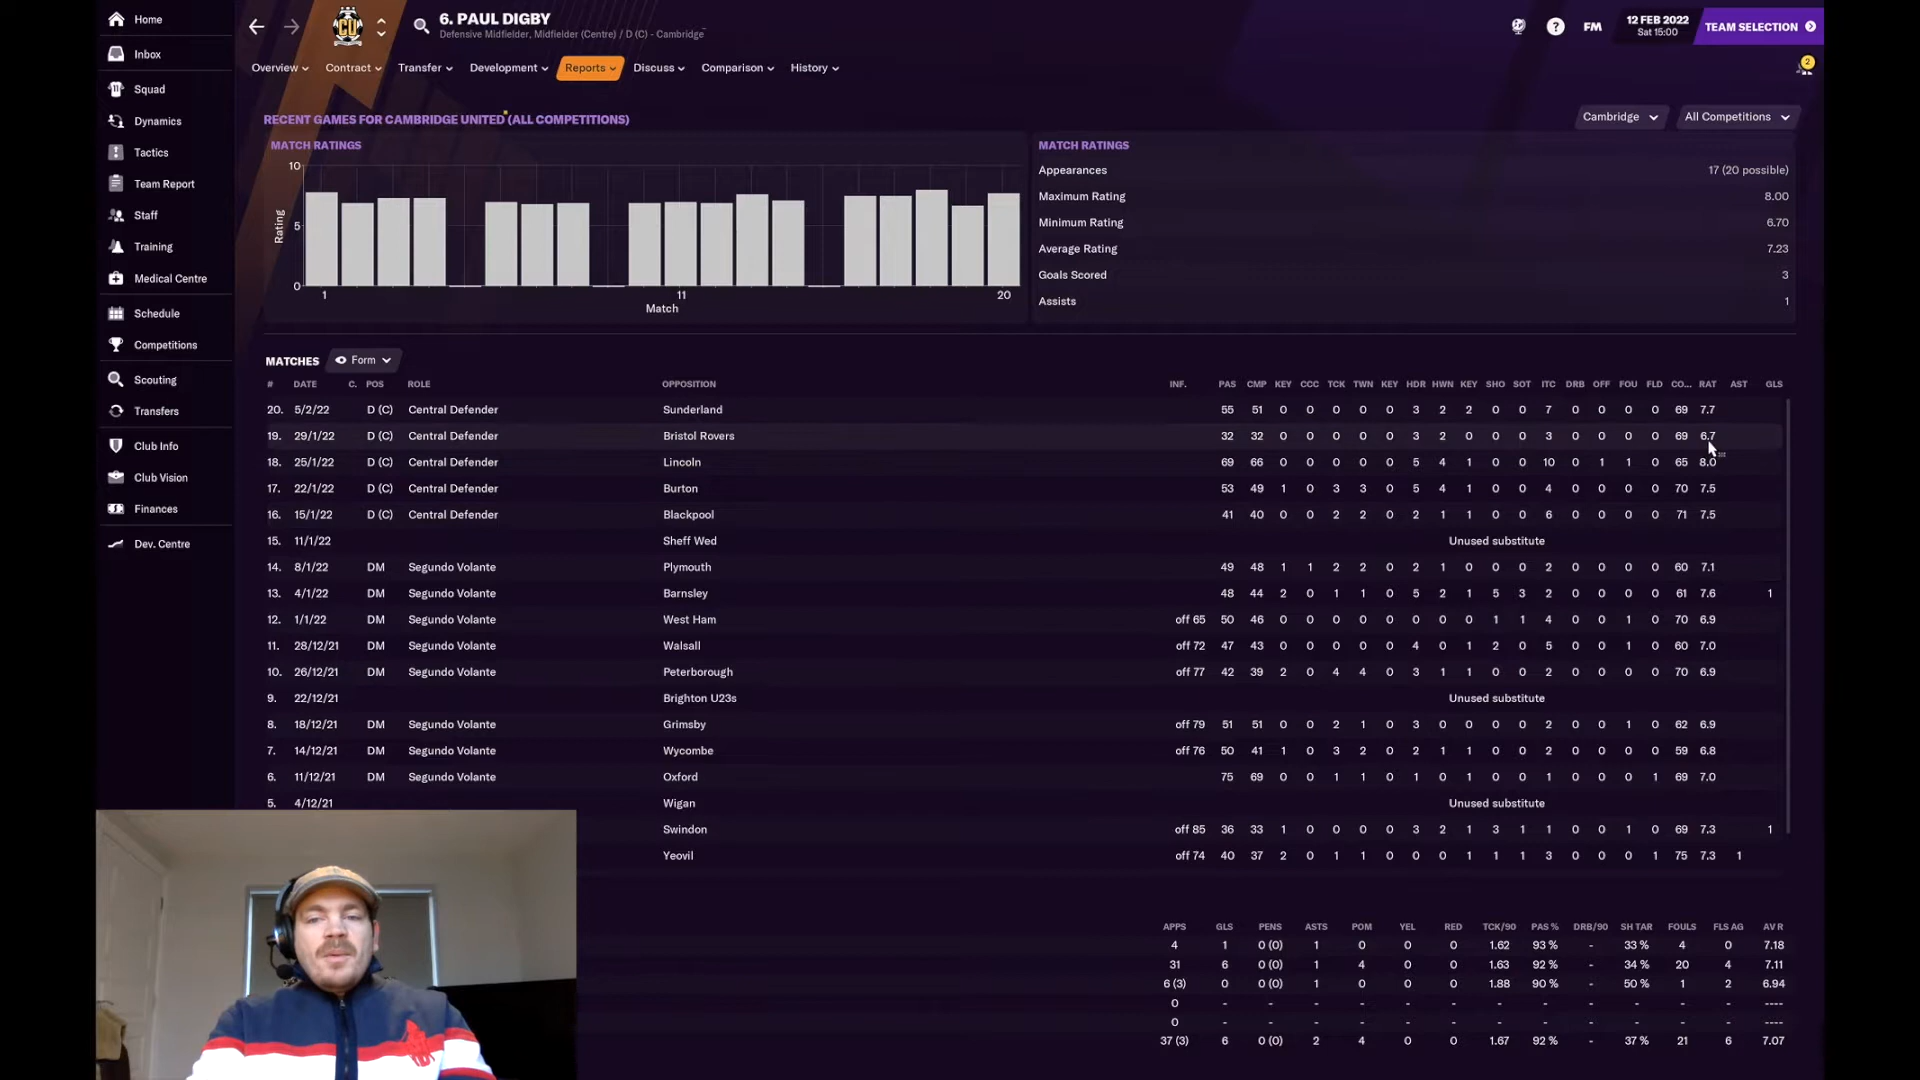 Home
Inbox
Squad
Dynamics
Tactics
Team Report
Staff
Training
Medical Centre
Schedule
Competitions
Scouting
Transfers
Club Info
Club Vision
Finances
Dev. Centre
CU
6. PAUL DIGBY
Defensive Midfielder, Midfielder (Centre) / D (C) - Cambridge
? FM 12 FEB 2022 Sat 15:00 TEAM SELECTION
2
Overview Contract Transfer Development Reports Discuss Comparison History
RECENT GAMES FOR CAMBRIDGE UNITED (ALL COMPETITIONS)
Cambridge All Competitions
MATCH RATINGS
10
5
0
Rating
1 11 20
Match
MATCH RATINGS
Appearances 17 (20 possible)
Maximum Rating 8.00
Minimum Rating 6.70
Average Rating 7.23
Goals Scored 3
Assists 1
MATCHES Form
# DATE C. POS ROLE OPPOSITION INF. PAS CMP KEY CCC TCK TWN KEY HDR HWN KEY SHO SOT ITC DRB OFF FOU FLD CO... RAT AST GLS
20. 5/2/22 D (C) Central Defender Sunderland 55 51 0 0 0 0 0 3 2 2 0 0 7 0 0 0 0 69 7.7
19. 29/1/22 D (C) Central Defender Bristol Rovers 32 32 0 0 0 0 0 3 2 0 0 0 3 0 0 0 0 69 6.7
18. 25/1/22 D (C) Central Defender Lincoln 69 66 0 0 0 0 0 5 4 1 0 0 10 0 1 1 0 65 8.0
17. 22/1/22 D (C) Central Defender Burton 53 49 1 0 3 3 0 5 4 1 0 0 4 0 0 0 0 70 7.5
16. 15/1/22 D (C) Central Defender Blackpool 41 40 0 0 2 2 0 2 1 1 0 0 6 0 0 0 0 71 7.5
15. 11/1/22 Sheff Wed Unused substitute
14. 8/1/22 DM Segundo Volante Plymouth 49 48 1 1 2 2 0 2 1 0 0 0 2 0 0 0 0 60 7.1
13. 4/1/22 DM Segundo Volante Barnsley 48 44 2 0 1 1 0 5 2 1 5 3 2 0 0 0 0 61 7.6 1
12. 1/1/22 DM Segundo Volante West Ham off 65 50 46 0 0 0 0 0 0 0 0 1 1 4 0 0 1 0 70 6.9
11. 28/12/21 DM Segundo Volante Walsall off 72 47 43 0 0 0 0 0 4 0 1 2 0 5 0 0 1 0 60 7.0
10. 26/12/21 DM Segundo Volante Peterborough off 77 42 39 2 0 4 4 0 3 1 1 0 0 2 0 0 0 0 70 6.9
9. 22/12/21 Brighton U23s Unused substitute
8. 18/12/21 DM Segundo Volante Grimsby off 79 51 51 0 0 2 1 0 3 0 0 0 0 2 0 0 1 0 62 6.9
7. 14/12/21 DM Segundo Volante Wycombe off 76 50 41 1 0 3 2 0 2 1 1 0 0 2 0 0 0 0 59 6.8
6. 11/12/21 DM Segundo Volante Oxford 75 69 0 0 1 1 0 1 0 1 0 0 1 0 0 0 1 69 7.0
5. 4/12/21 Wigan Unused substitute
Swindon off 85 36 33 1 0 0 0 0 3 2 1 3 1 1 0 0 1 0 69 7.3 1
Yeovil off 74 40 37 2 0 1 1 0 0 0 1 1 1 3 0 0 0 1 75 7.3 1
APPS GLS PENS ASTS POM YEL RED TCK/90 PAS % DRB/90 SH TAR FOULS FLS AG AV R
4 1 0 (0) 1 0 0 0 1.62 93 % - 33 % 4 0 7.18
31 6 0 (0) 1 4 0 0 1.63 92 % - 34 % 20 4 7.11
6 (3) 0 0 (0) 1 0 0 0 1.88 90 % - 50 % 1 2 6.94
0 - - - - - - - - - - - - ----
0 - - - - - - - - - - - - ----
37 (3) 6 0 (0) 2 4 0 0 1.67 92 % - 37 % 21 6 7.07